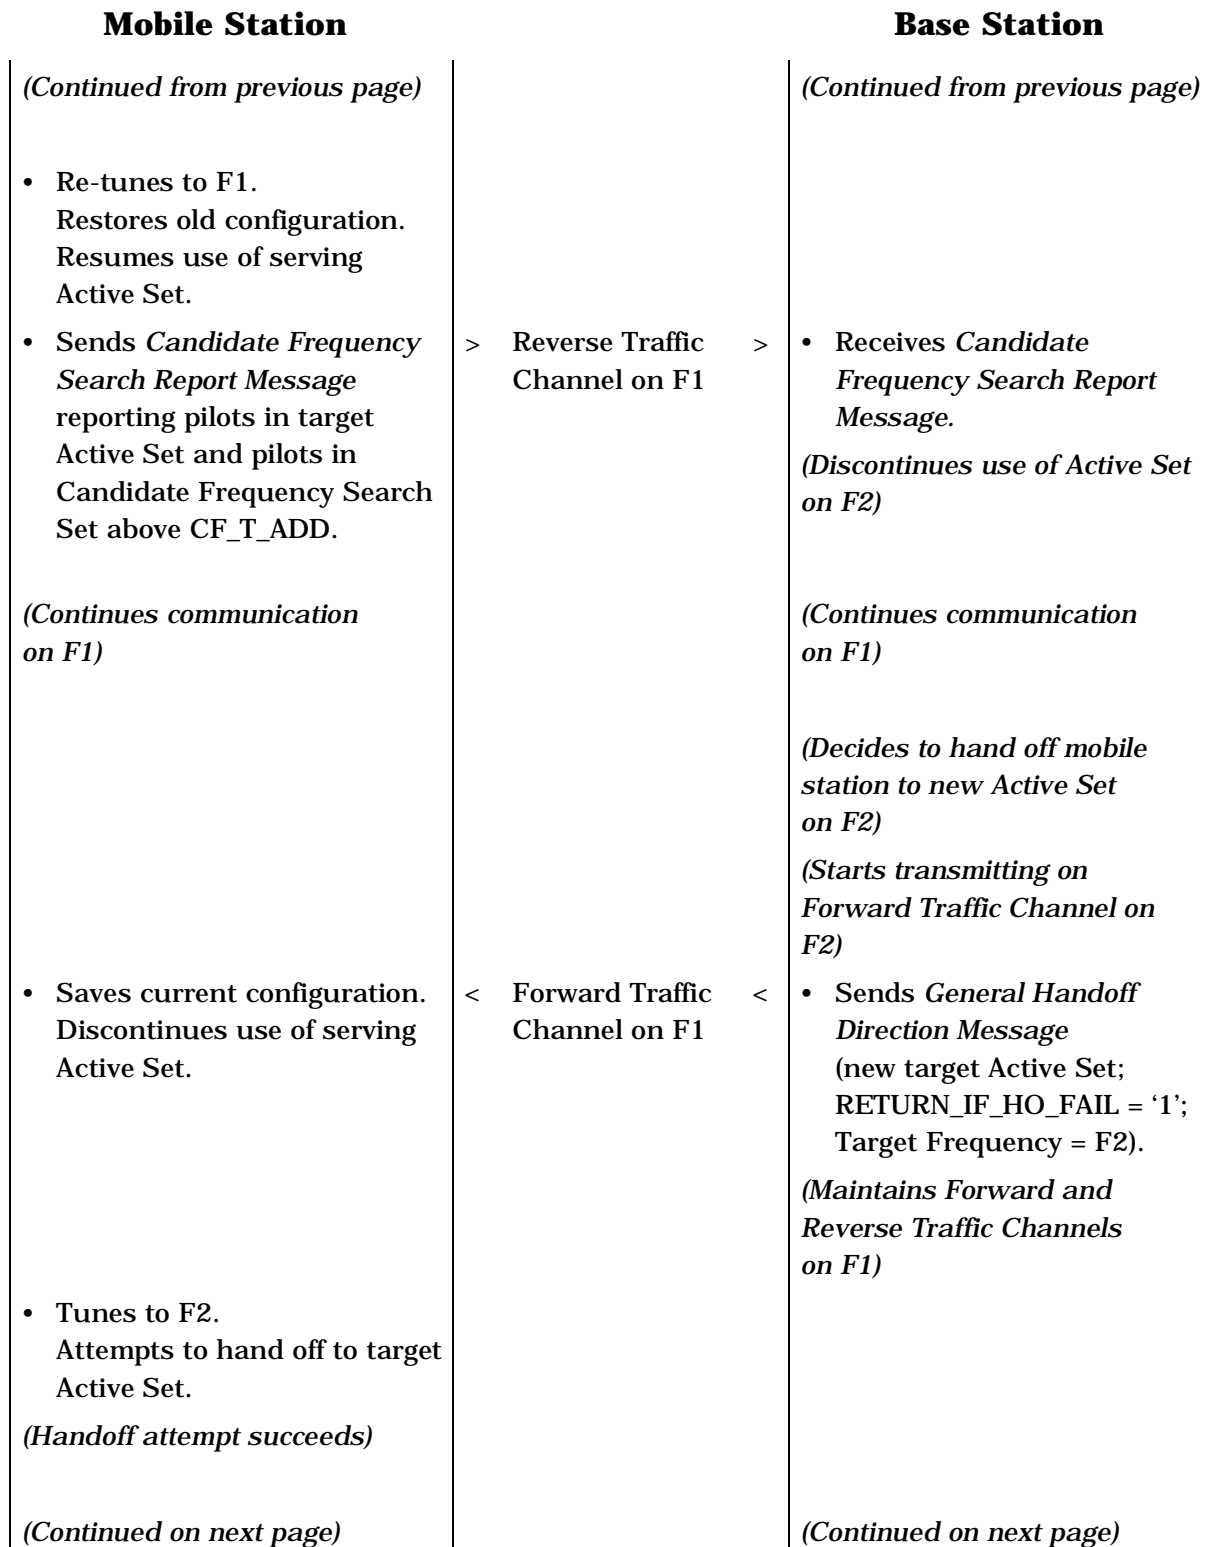 Mobile Station
Base Station
(Continued from previous page)
(Continued from previous page)
• Re-tunes to F1.
Restores old configuration.
Resumes use of serving
Active Set.
• Sends Candidate Frequency
Search Report Message
reporting pilots in target
Active Set and pilots in
Candidate Frequency Search
Set above CF_T_ADD.
> Reverse Traffic >
Channel on F1
• Receives Candidate
Frequency Search Report
Message.
(Discontinues use of Active Set
on F2)
(Continues communication
on F1)
(Continues communication
on F1)
(Decides to hand off mobile
station to new Active Set
on F2)
(Starts transmitting on
Forward Traffic Channel on
F2)
• Saves current configuration.
Discontinues use of serving
Active Set.
< Forward Traffic <
Channel on F1
• Sends General Handoff
Direction Message
(new target Active Set;
RETURN_IF_HO_FAIL = ‘1’;
Target Frequency = F2).
(Maintains Forward and
Reverse Traffic Channels
on F1)
• Tunes to F2.
Attempts to hand off to target
Active Set.
(Handoff attempt succeeds)
(Continued on next page)
(Continued on next page)